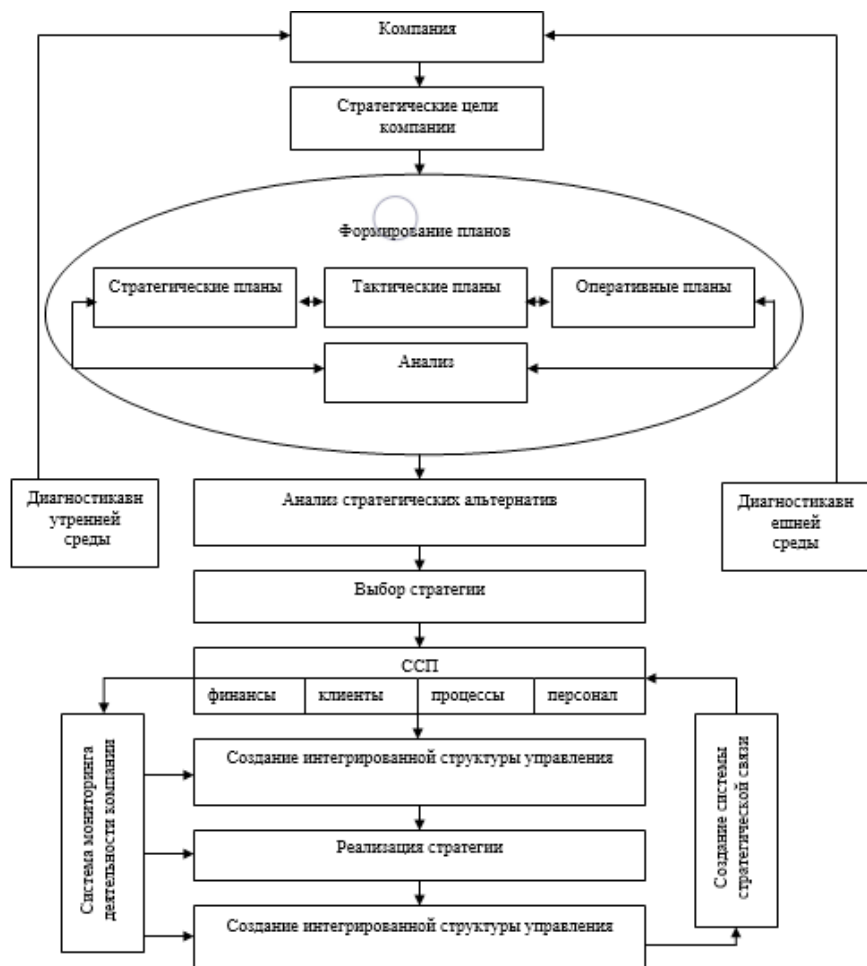 Компания
Стратегические цели
компании
Формирование планов
Стратегические планы
Тактические планы
Оперативные планы
Анализ
Диагностикавн
утренней
среды
Анализ стратегических альтернатив
Диагностикавн
ешней
среды
Выбор стратегии
ССП
финансы
клиенты
процессы
персонал
Система мониторинга
деятельности компании
Создание интегрированной структуры управления
Реализация стратегии
Создание интегрированной структуры управления
Создание системы
стратегической связи